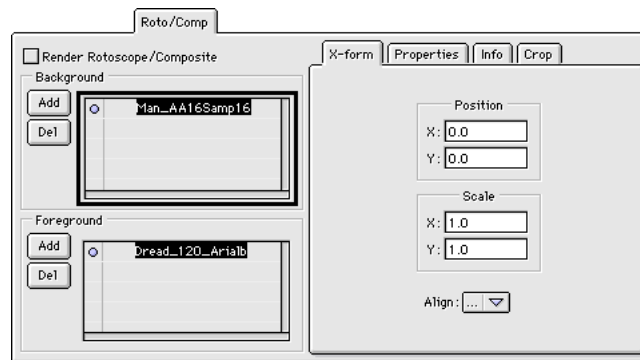 Roto/Comp
Render Rotoscope/Composite
Background
Add
Del
Man_AA16Samp16
Foreground
Add
Del
Dread_120_Arialb
X-form
Properties
Info
Crop
Position
X: 0.0
Y: 0.0
Scale
X: 1.0
Y: 1.0
Align: ...